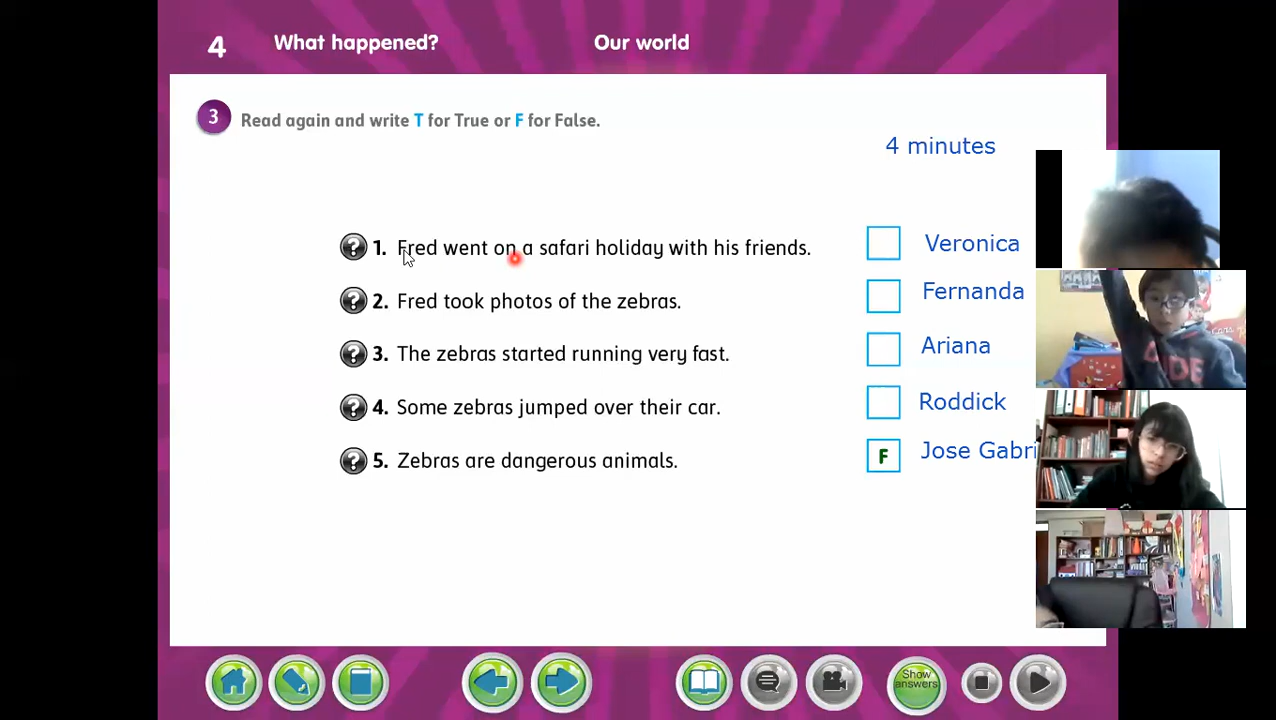 4 What happened? Our world
3 Read again and write T for True or F for False.
4 minutes
1. Fred went on a safari holiday with his friends. Veronica
2. Fred took photos of the zebras. Fernanda
3. The zebras started running very fast. Ariana
4. Some zebras jumped over their car. Roddick
5. Zebras are dangerous animals. F Jose Gabri
Show
answers